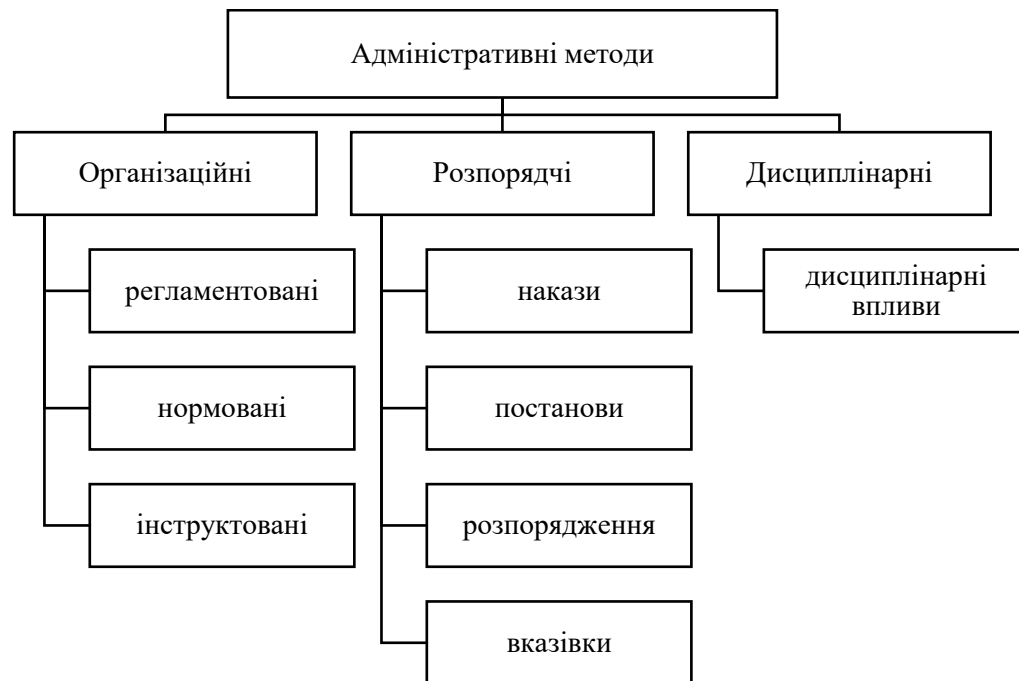 Адміністративні методи
Організаційні
Розпорядчі
Дисциплінарні
регламентовані
накази
дисциплінарні
впливи
нормовані
постанови
інструктовані
розпорядження
вказівки